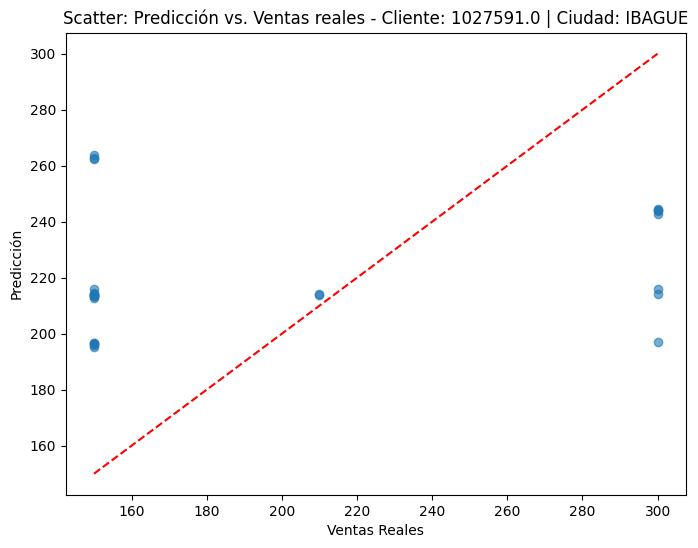 Scatter: Predicción vs. Ventas reales - Cliente: 1027591.0 | Ciudad: IBAGUE
300
280
260
240
220
200
180
160
Predicción
160 180 200 220 240 260 280 300
Ventas Reales